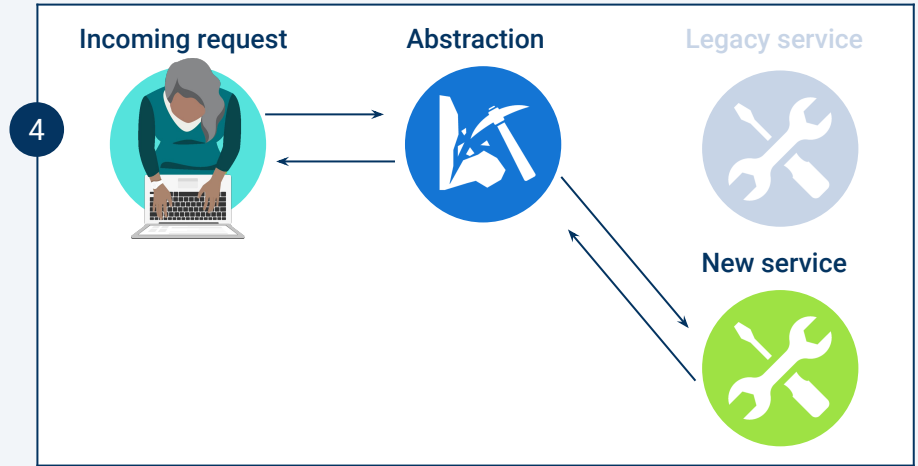 Incoming request
Abstraction
Legacy service
4
New service